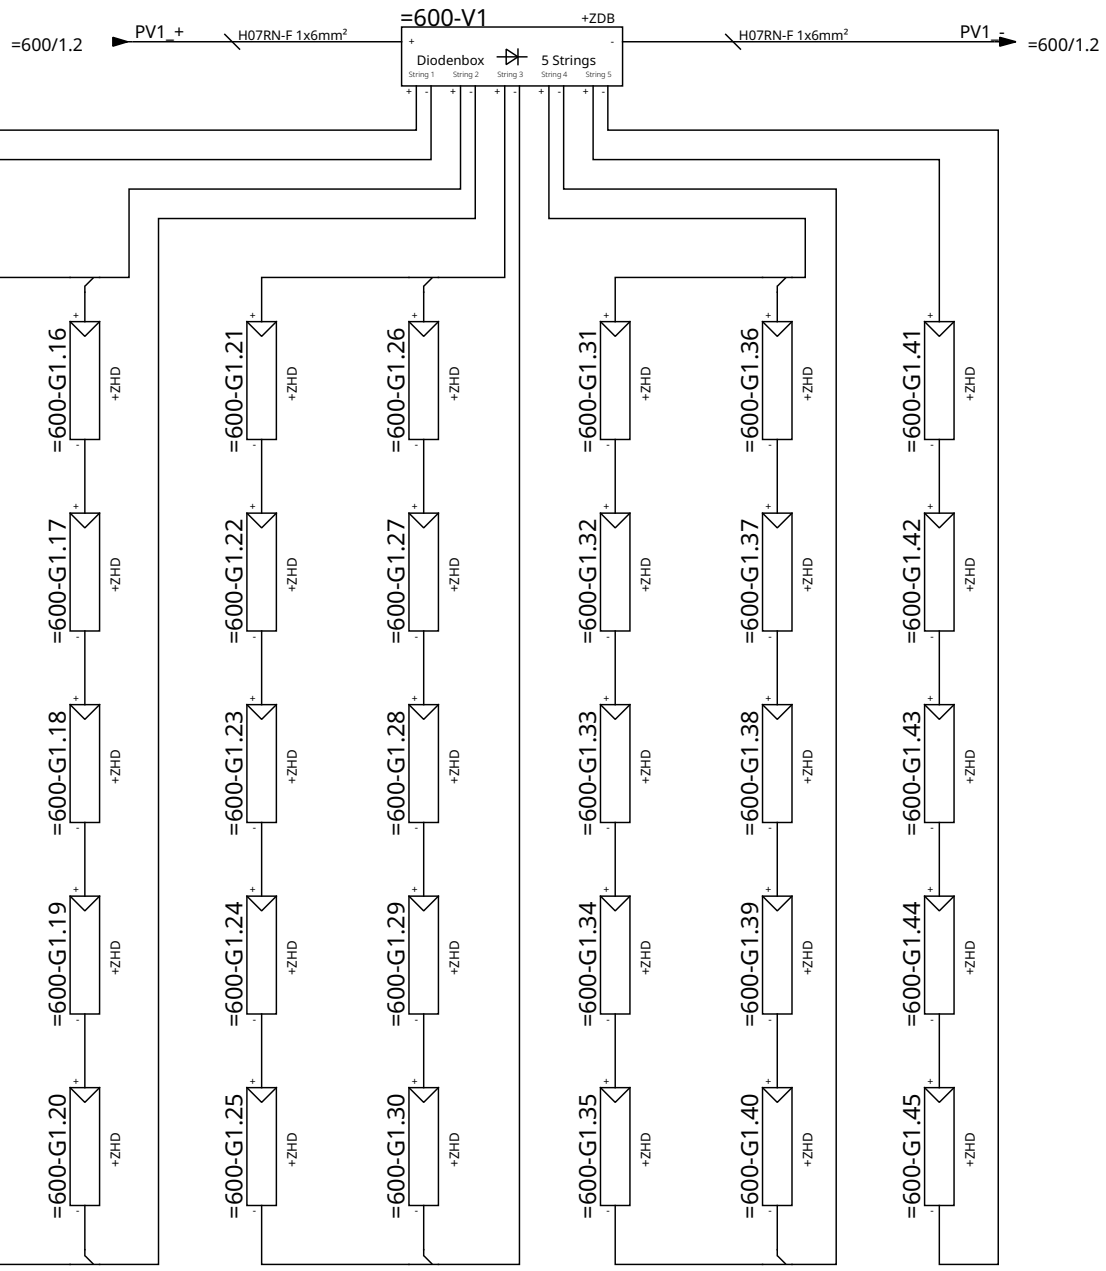 =600-V1
+ZDB
=600/1.2
PV1_+
H07RN-F 1x6mm²
H07RN-F 1x6mm²
PV1_-
=600/1.2
+ -
Diodenbox 5 Strings
String 1 String 2 String 3 String 4 String 5
+ - + - + - + - + -
+ + + + + +
=600-G1.16 +ZHD =600-G1.21 +ZHD =600-G1.26 +ZHD =600-G1.31 +ZHD =600-G1.36 +ZHD =600-G1.41 +ZHD
- - - - - -
+ + + + + +
=600-G1.17 +ZHD =600-G1.22 +ZHD =600-G1.27 +ZHD =600-G1.32 +ZHD =600-G1.37 +ZHD =600-G1.42 +ZHD
- - - - - -
+ + + + + +
=600-G1.18 +ZHD =600-G1.23 +ZHD =600-G1.28 +ZHD =600-G1.33 +ZHD =600-G1.38 +ZHD =600-G1.43 +ZHD
- - - - - -
+ + + + + +
=600-G1.19 +ZHD =600-G1.24 +ZHD =600-G1.29 +ZHD =600-G1.34 +ZHD =600-G1.39 +ZHD =600-G1.44 +ZHD
- - - - - -
+ + + + + +
=600-G1.20 +ZHD =600-G1.25 +ZHD =600-G1.30 +ZHD =600-G1.35 +ZHD =600-G1.40 +ZHD =600-G1.45 +ZHD
- - - - - -